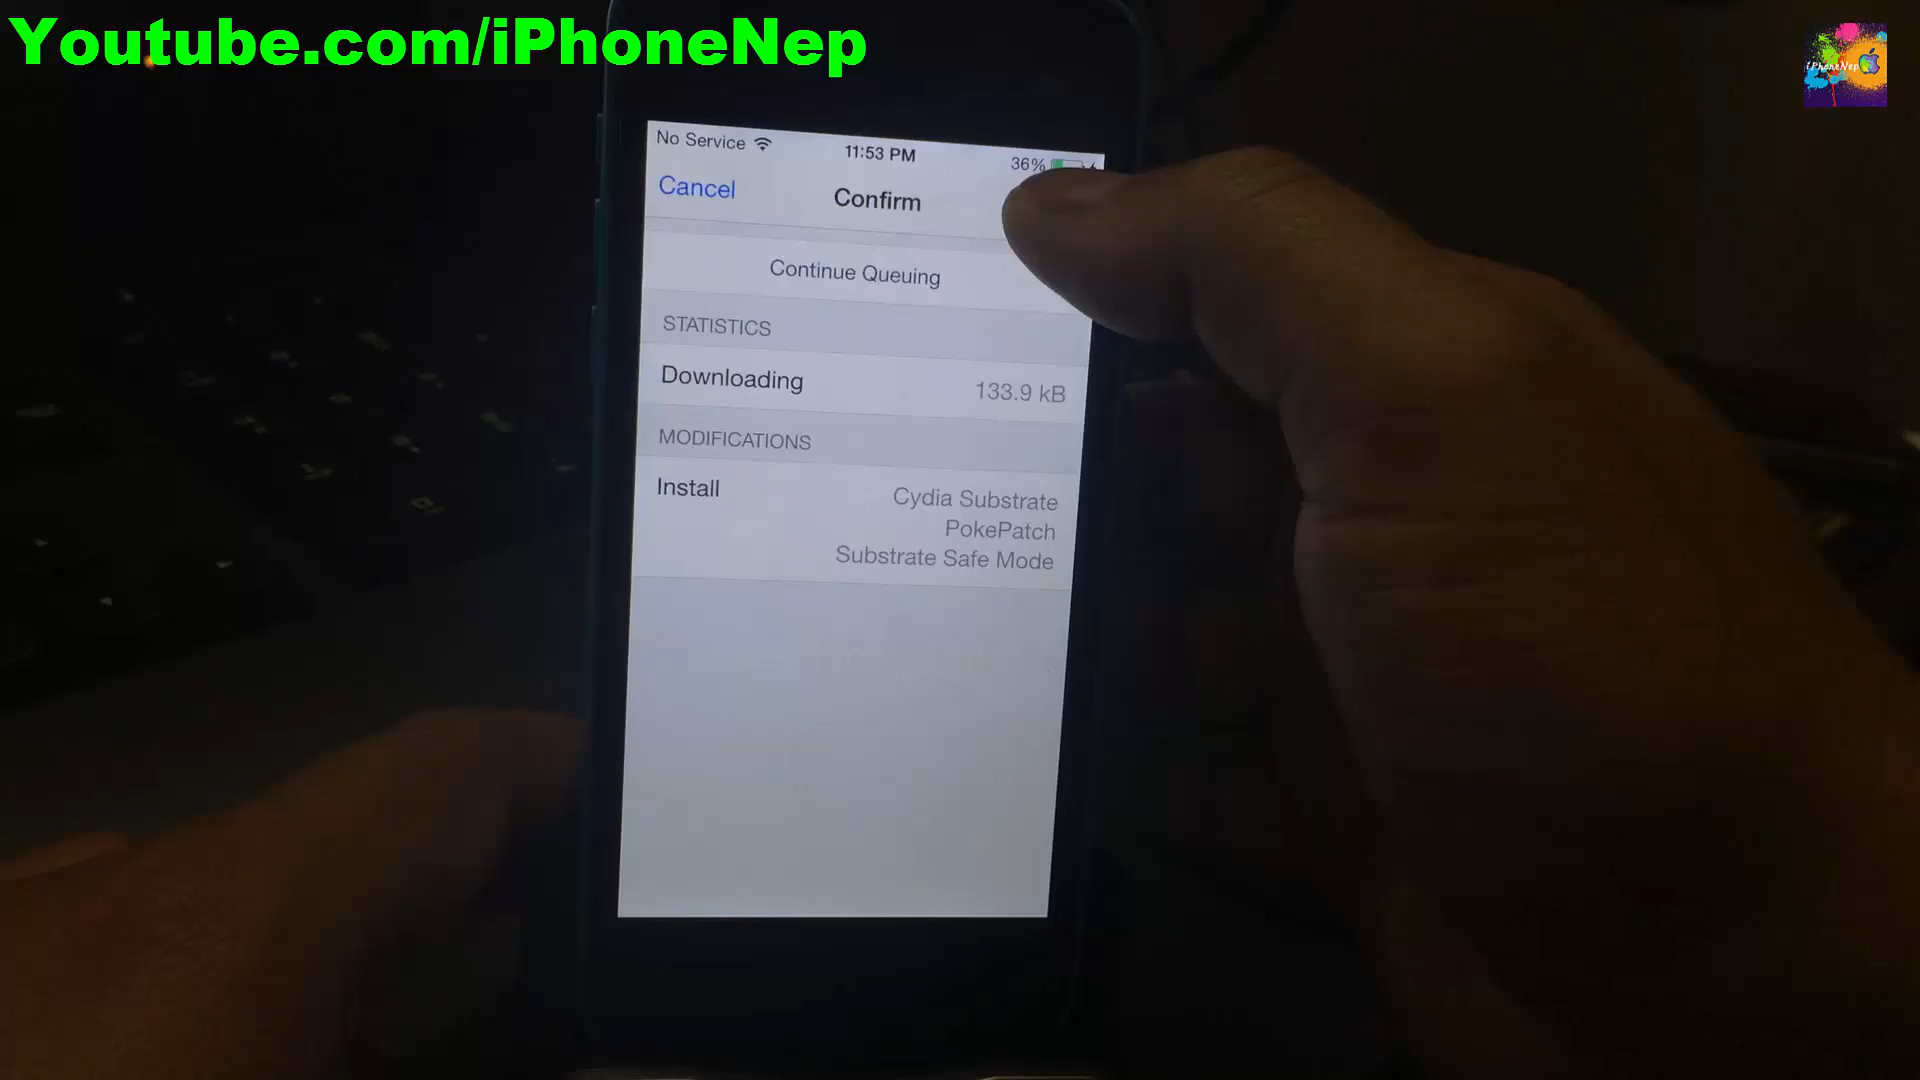 Youtube.com/iPhoneNep
iPhoneNep
No Service
11:53 PM
36%
Cancel
Confirm
Continue Queuing
STATISTICS
Downloading
133.9 kB
MODIFICATIONS
Install
Cydia Substrate
PokePatch
Substrate Safe Mode